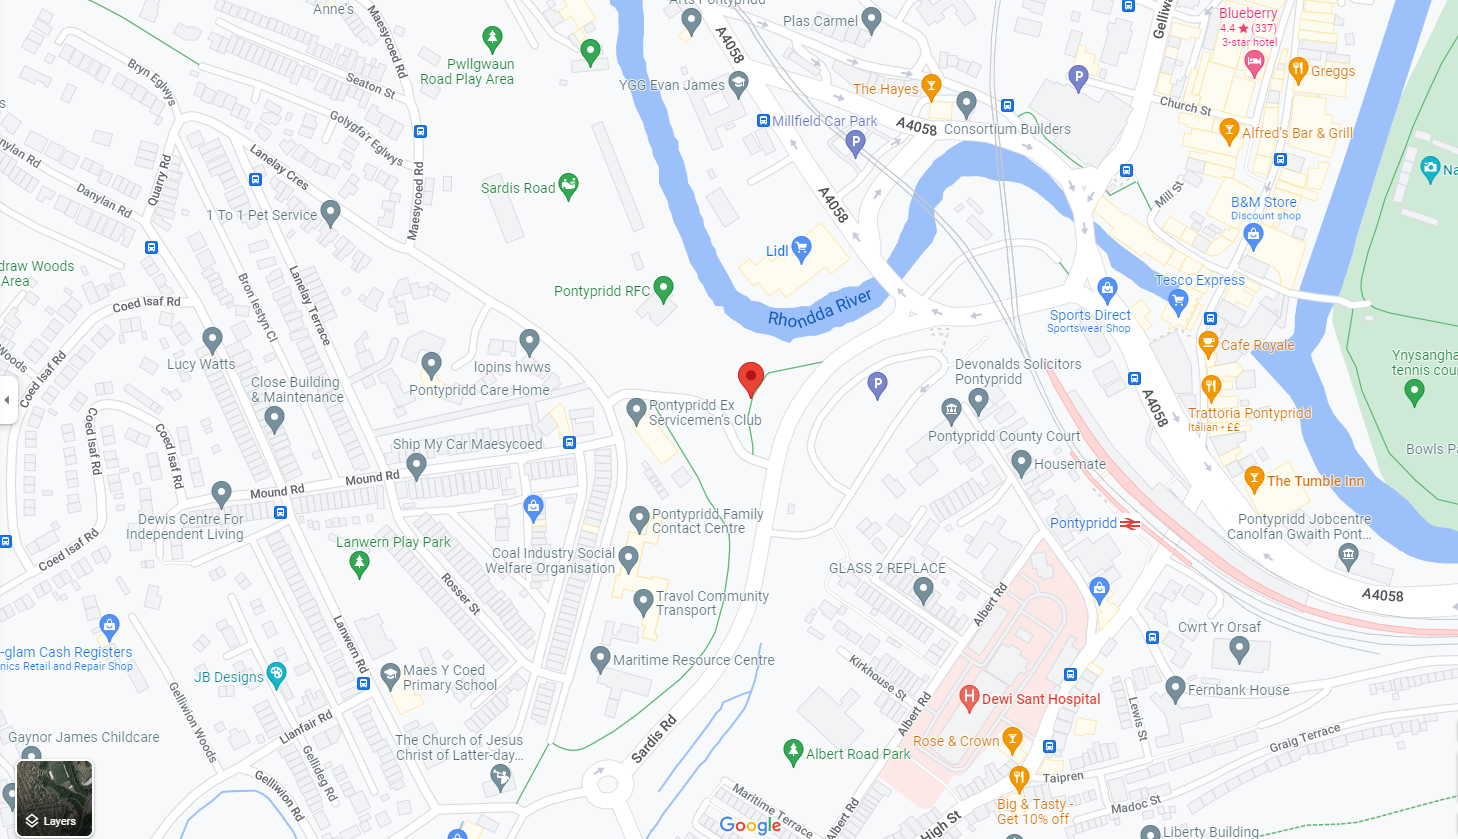 Anne's
Maesycoed Rd
Pwllgwaun
Road Play Area
Arts Pontypridd
A4058
Plas Carmel
Blueberry
4.4 ★ (337)
3-star hotel
Greggs
Bryn Eglwys
Seaton St
YGG Evan James
The Hayes
Church St
Golygfa'r Eglwys
Millfield Car Park
A4058
Consortium Builders
Alfred's Bar & Grill
Danylan Rd
Quarry Rd
Lanelay Cres
Maesycoed Rd
Sardis Road
A4058
Mill St
Danylan Rd
1 To 1 Pet Service
B&M Store
Discount shop
Lidl
draw Woods
Area
Coed Isaf Rd
Bron Iestyn Cl
Lanelay Terrace
Pontypridd RFC
Rhondda River
Tesco Express
Sports Direct
Sportswear Shop
Cafe Royale
Woods
Coed Isaf Rd
Lucy Watts
Iopins hwws
Pontypridd Care Home
Devonalds Solicitors
Pontypridd
Ynysangha
tennis cou
Close Building
& Maintenance
Pontypridd Ex
Servicemen's Club
A4058
Trattoria Pontypridd
Italian • ££
Coed Isaf Rd
Coed Isaf Rd
Ship My Car Maesycoed
Pontypridd County Court
Housemate
Bowls Pa
Mound Rd
Mound Rd
The Tumble Inn
Dewis Centre For
Independent Living
Pontypridd Family
Contact Centre
Pontypridd
Pontypridd Jobcentre
Canolfan Gwaith Pont...
Coed Isaf Rd
Lanwern Play Park
Coal Industry Social
Welfare Organisation
GLASS 2 REPLACE
Rosser St
Travol Community
Transport
Albert Rd
A4058
-glam Cash Registers
nics Retail and Repair Shop
Lanwern Rd
Cwrt Yr Orsaf
JB Designs
Maes Y Coed
Primary School
Maritime Resource Centre
Kirkhouse St
Dewi Sant Hospital
Fernbank House
Gelliwion Woods
Llanfair Rd
Albert Rd
Lewis St
Gaynor James Childcare
The Church of Jesus
Christ of Latter-day...
Sardis Rd
Albert Road Park
Rose & Crown
Graig Terrace
Gellideg Rd
Gelliwion Rd
Taipren
Layers
Maritime Terrace
Albert Rd
Big & Tasty -
Get 10% off
Madoc St
Google
High St
Liberty Building